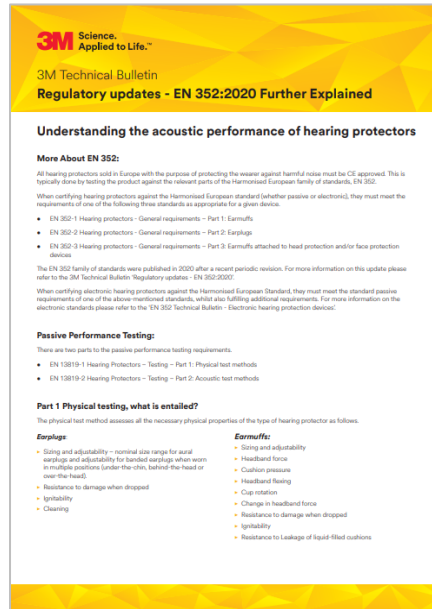 3M Science.
Applied to Life.™
3M Technical Bulletin
Regulatory updates - EN 352:2020 Further Explained
Understanding the acoustic performance of hearing protectors
More About EN 352:
All hearing protectors sold in Europe with the purpose of protecting the wearer against harmful noise must be CE approved. This is
typically done by testing the product against the relevant parts of the Harmonised European family of standards, EN 352.
When certifying hearing protectors against the Harmonised European standard (whether passive or electronic), they must meet the
requirements of one of the following three standards as appropriate for a given device.
• EN 352-1 Hearing protectors - General requirements – Part 1: Earmuffs
• EN 352-2 Hearing protectors - General requirements – Part 2: Earplugs
• EN 352-3 Hearing protectors - General requirements – Part 3: Earmuffs attached to head protection and/or face protection
devices
The EN 352 family of standards were published in 2020 after a recent periodic revision. For more information on this update please
refer to the 3M Technical Bulletin 'Regulatory updates - EN 352:2020'.
When certifying electronic hearing protectors against the Harmonised European Standard, they must meet the standard passive
requirements of one of the above-mentioned standards, whilst also fulfilling additional requirements. For more information on the
electronic standards please refer to the 'EN 352 Technical Bulletin - Electronic hearing protection devices'.
Passive Performance Testing:
There are two parts to the passive performance testing requirements.
• EN 13819-1 Hearing Protectors – Testing – Part 1: Physical test methods
• EN 13819-2 Hearing Protectors – Testing – Part 2: Acoustic test methods
Part 1 Physical testing, what is entailed?
The physical test method assesses all the necessary physical properties of the type of hearing protector as follows.
Earplugs:
▸ Sizing and adjustability – nominal size range for aural
earplugs and adjustability for banded earplugs when worn
in multiple positions (under-the-chin, behind-the-head or
over-the-head).
▸ Resistance to damage when dropped
▸ Ignitability
▸ Cleaning
Earmuffs:
▸ Sizing and adjustability
▸ Headband force
▸ Cushion pressure
▸ Headband flexing
▸ Cup rotation
▸ Change in headband force
▸ Resistance to damage when dropped
▸ Ignitability
▸ Resistance to Leakage of liquid-filled cushions